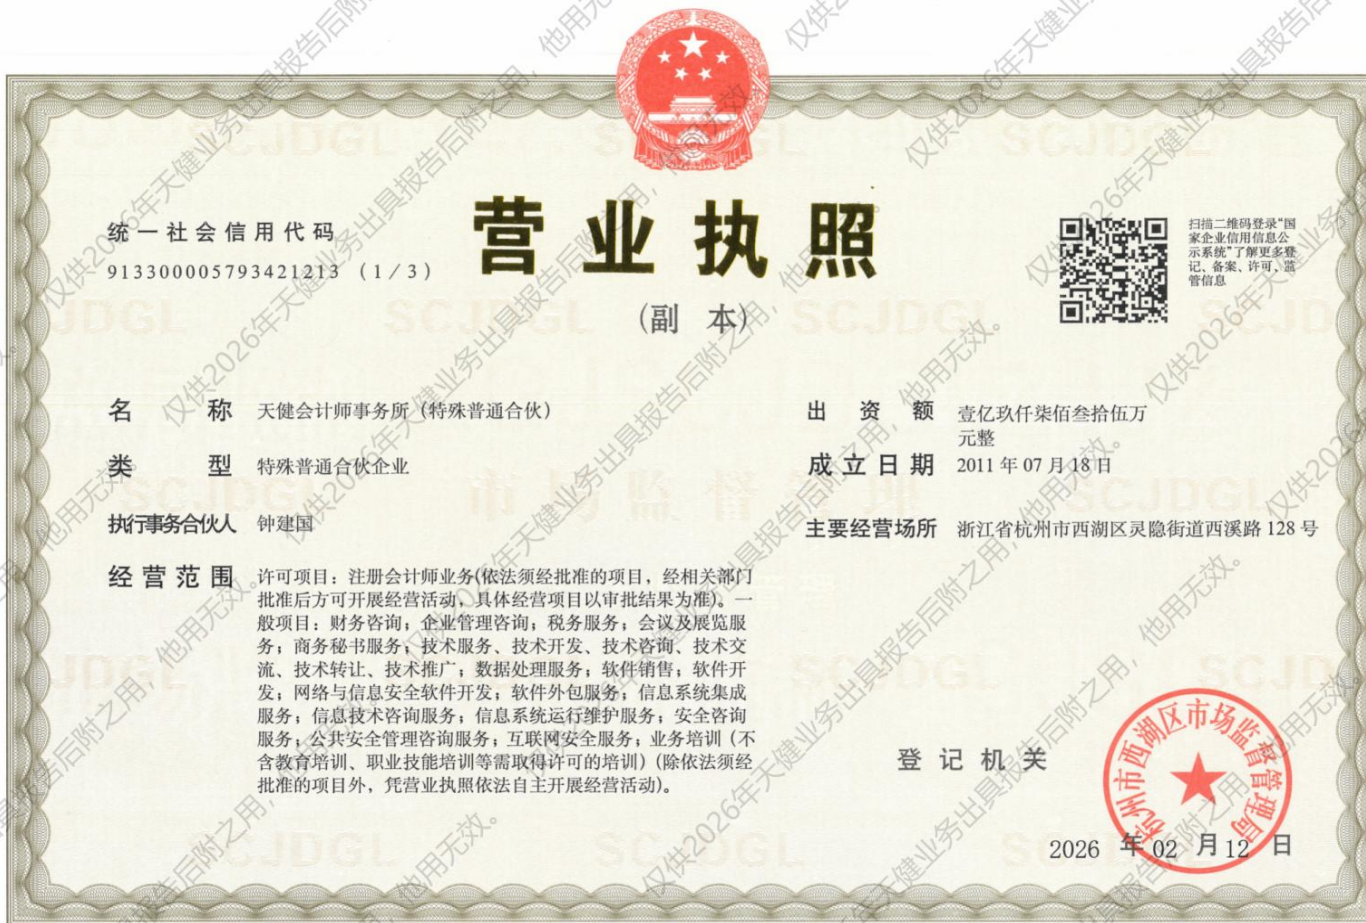 营业执照
(副 本)
统一社会信用代码
913300005793421213 (1/3)
扫描二维码登录“国
家企业信用信息公
示系统”了解更多登
记、备案、许可、监
管信息
名 称 天健会计师事务所（特殊普通合伙）
类 型 特殊普通合伙企业
执行事务合伙人 钟建国
经营范围 许可项目：注册会计师业务(依法须经批准的项目，经相关部门
批准后方可开展经营活动，具体经营项目以审批结果为准)。一
般项目：财务咨询；企业管理咨询；税务服务；会议及展览服
务；商务秘书服务；技术服务、技术开发、技术咨询、技术交
流、技术转让、技术推广；数据处理服务；软件销售；软件开
发；网络与信息安全软件开发；软件外包服务；信息系统集成
服务；信息技术咨询服务；信息系统运行维护服务；安全咨询
服务；公共安全管理咨询服务；互联网安全服务；业务培训（不
含教育培训、职业技能培训等需取得许可的培训）(除依法须经
批准的项目外，凭营业执照依法自主开展经营活动)。
出 资 额 壹亿玖仟柒佰叁拾伍万
元整
成立日期 2011年07月18日
主要经营场所 浙江省杭州市西湖区灵隐街道西溪路128号
登记机关
杭州市西湖区市场监督管理局
2026 年 02 月 12 日
仅供2026年天健业务出具报告后附之用，他用无效。
SCJDGL
市场监督管理